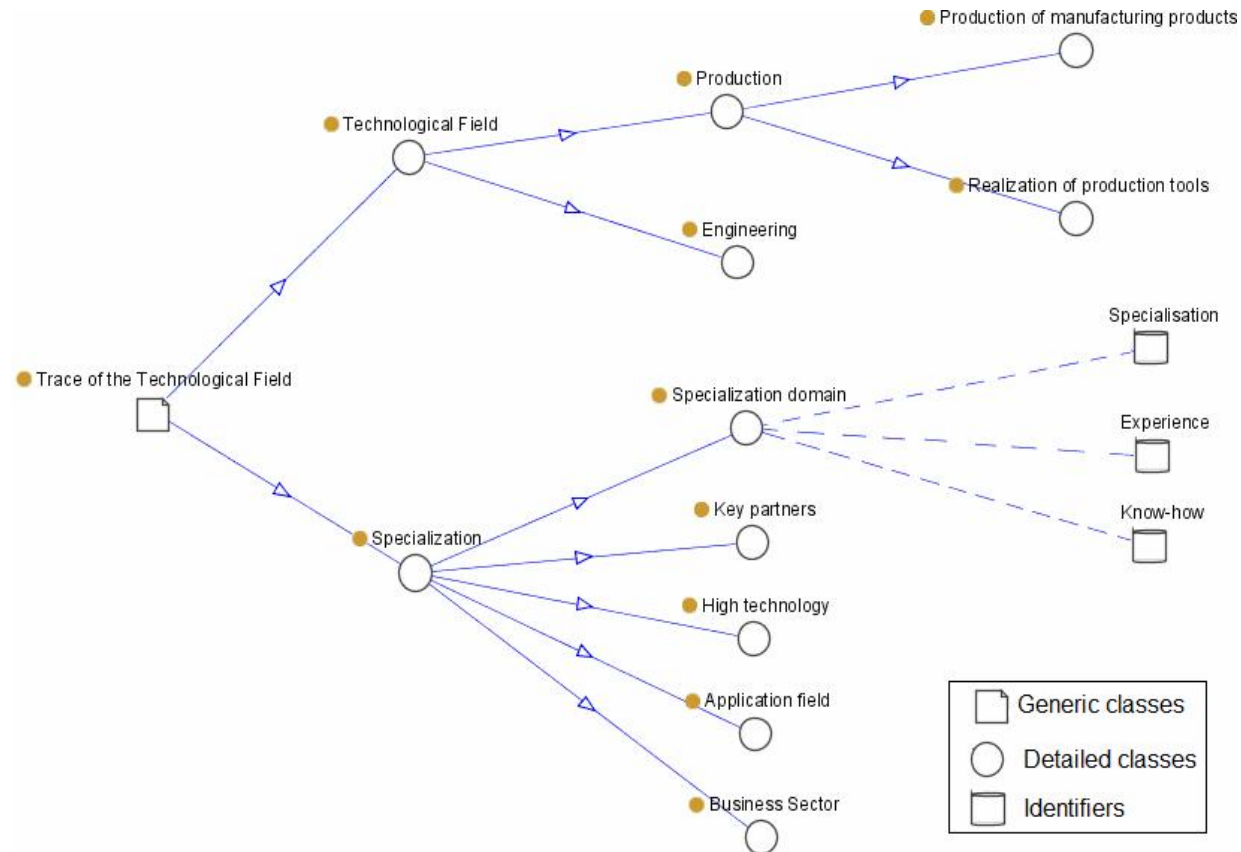 Production of manufacturing products
Production
Technological Field
Realization of production tools
Engineering
Specialisation
Trace of the Technological Field
Specialization domain
Experience
Know-how
Key partners
Specialization
High technology
Application field
Business Sector
Generic classes
Detailed classes
Identifiers